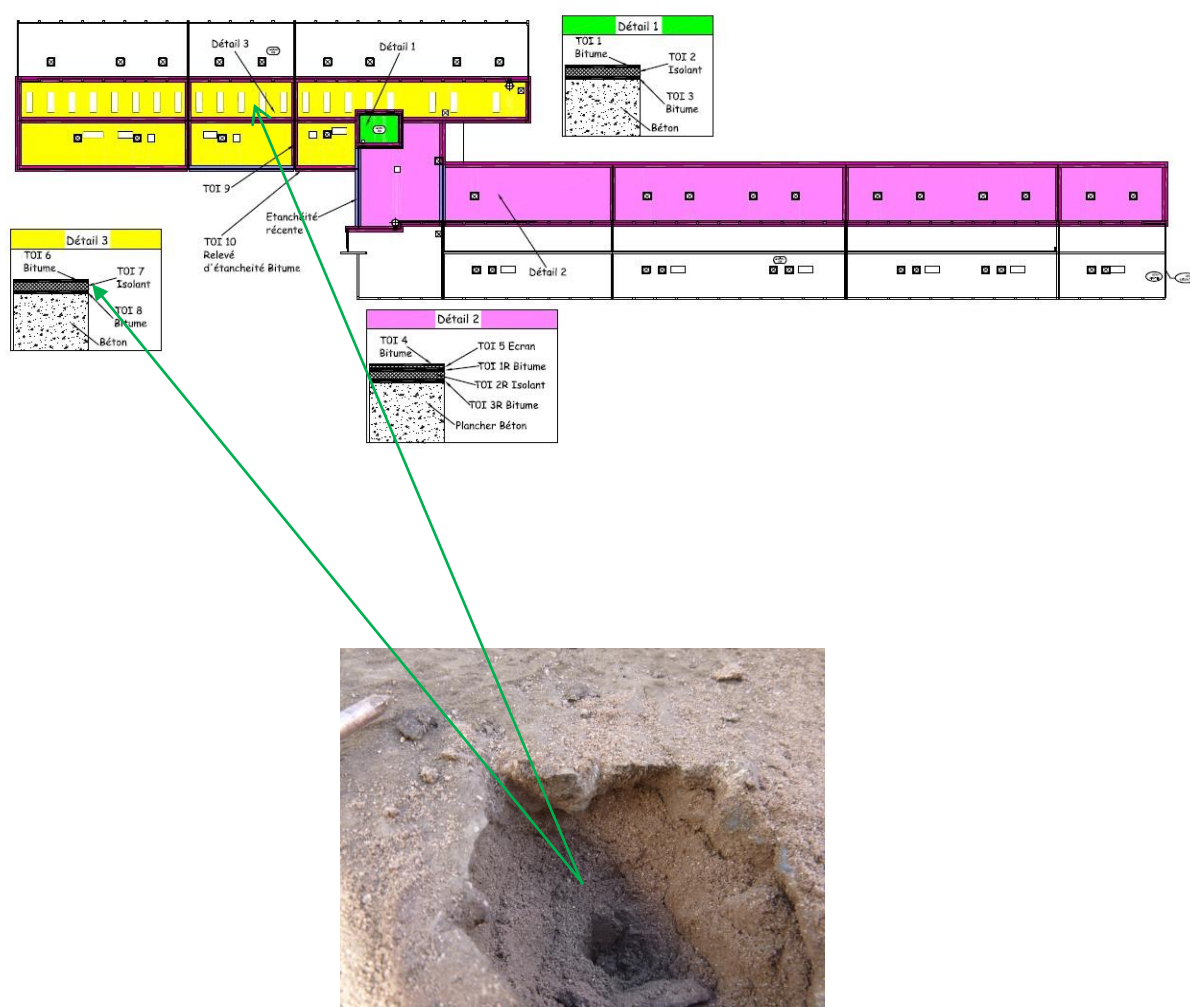 Détail 3
Détail 1
TOI 9
Etanchéité
récente
TOI 10
Relevé
d'étancheité Bitume
Détail 2
Détail 1
TOI 1
Bitume
TOI 2
Isolant
TOI 3
Bitume
Béton
Détail 3
TOI 6
Bitume
TOI 7
Isolant
TOI 8
Bitume
Béton
Détail 2
TOI 4
Bitume
TOI 5 Ecran
TOI 1R Bitume
TOI 2R Isolant
TOI 3R Bitume
Plancher Béton